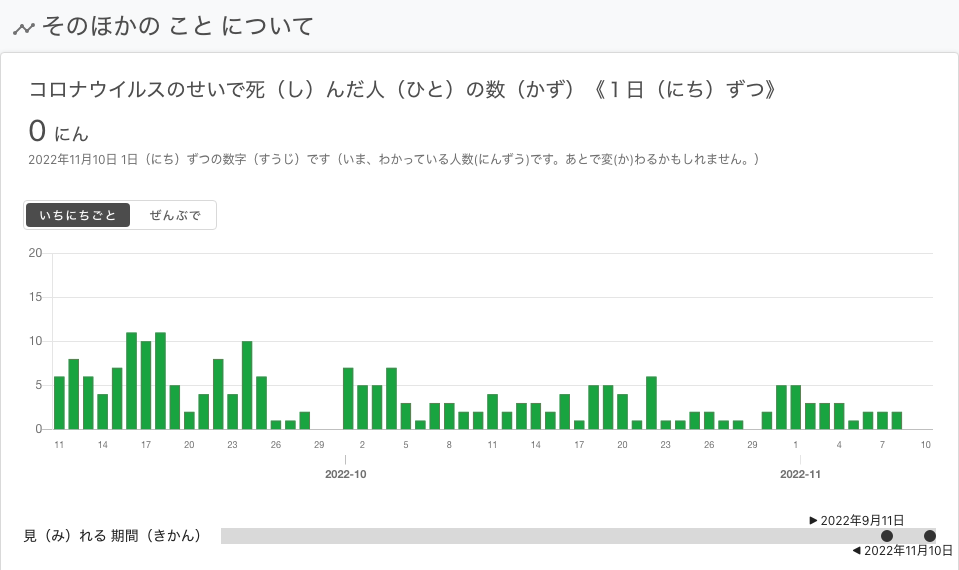 そのほかの こと について
コロナウイルスのせいで死（し）んだ人（ひと）の数（かず）《１日（にち）ずつ》
0 にん
2022年11月10日 1日（にち）ずつの数字（すうじ）です（いま、わかっている人数(にんずう)です。あとで変(か)わるかもしれません。）
いちにちごと ぜんぶで
20
15
10
5
0
11 14 17 20 23 26 29 2 5 8 11 14 17 20 23 26 29 1 4 7 10
2022-10 2022-11
▶ 2022年9月11日
見（み）れる 期間（きかん）
◀ 2022年11月10日